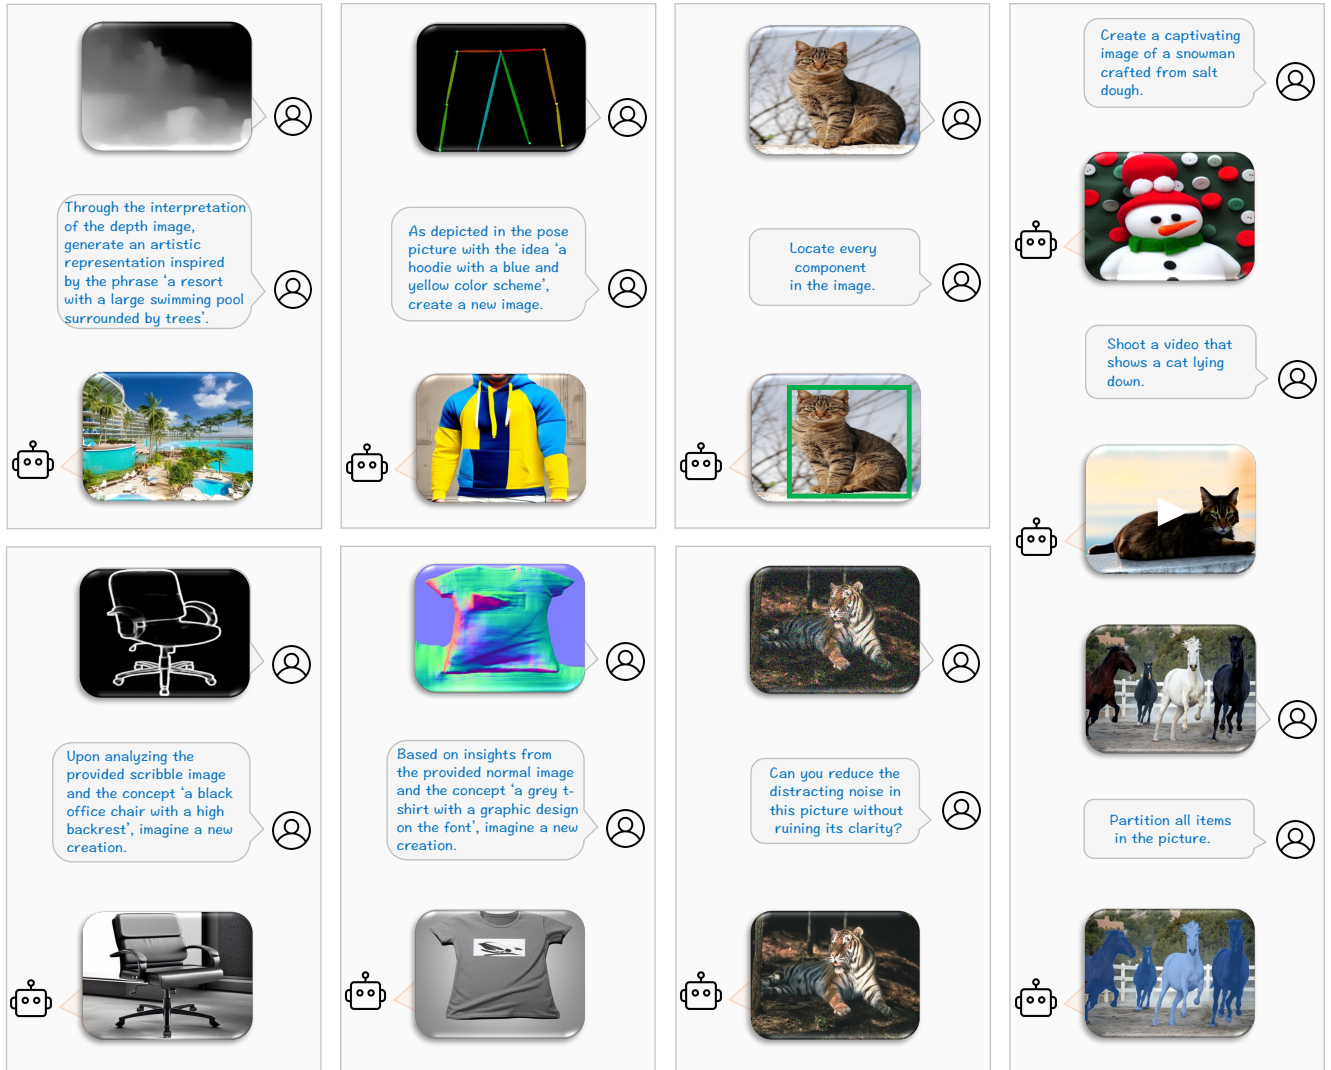 Through the interpretation
of the depth image,
generate an artistic
representation inspired
by the phrase ‘a resort
with a large swimming pool
surrounded by trees’.
As depicted in the pose
picture with the idea ‘a
hoodie with a blue and
yellow color scheme’,
create a new image.
Locate every
component
in the image.
Create a captivating
image of a snowman
crafted from salt
dough.
Shoot a video that
shows a cat lying
down.
Partition all items
in the picture.
Upon analyzing the
provided scribble image
and the concept ‘a black
office chair with a high
backrest’, imagine a new
creation.
Based on insights from
the provided normal image
and the concept ‘a grey t-
shirt with a graphic design
on the font’, imagine a new
creation.
Can you reduce the
distracting noise in
this picture without
ruining its clarity?